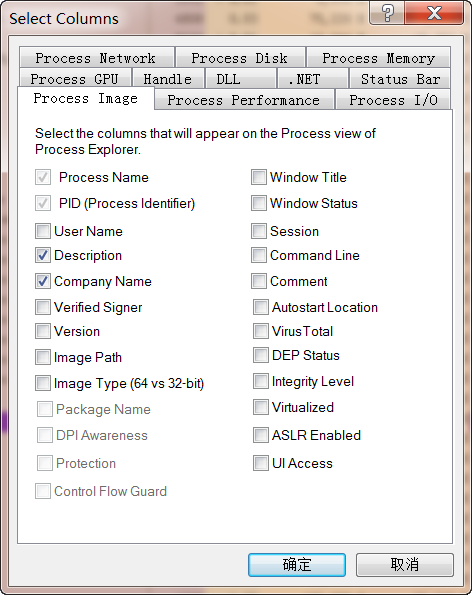 Select Columns
Process Network Process Disk Process Memory
Process GPU Handle DLL .NET Status Bar
Process Image Process Performance Process I/O
Select the columns that will appear on the Process view of
Process Explorer.
Process Name
PID (Process Identifier)
User Name
Description
Company Name
Verified Signer
Version
Image Path
Image Type (64 vs 32-bit)
Package Name
DPI Awareness
Protection
Control Flow Guard
Window Title
Window Status
Session
Command Line
Comment
Autostart Location
VirusTotal
DEP Status
Integrity Level
Virtualized
ASLR Enabled
UI Access
确定 取消